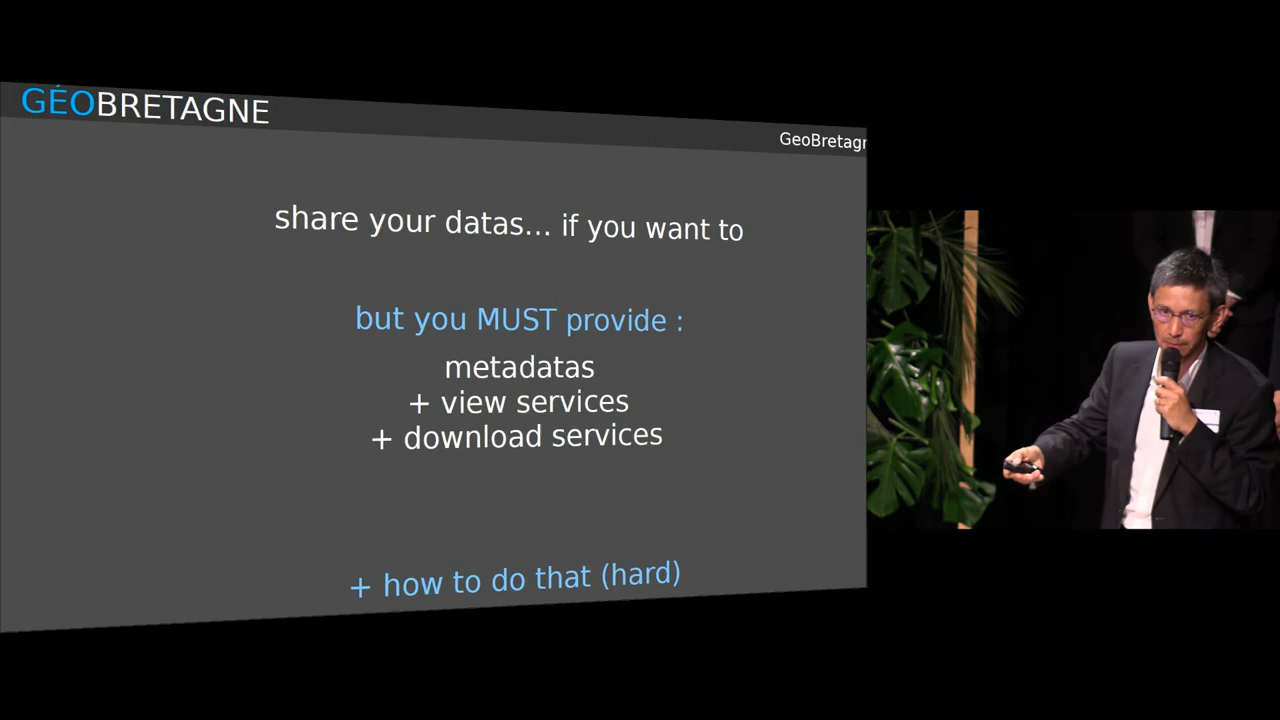 GÉOBRETAGNE
GeoBretagn
share your datas... if you want to
but you MUST provide :
metadatas
+ view services
+ download services
+ how to do that (hard)